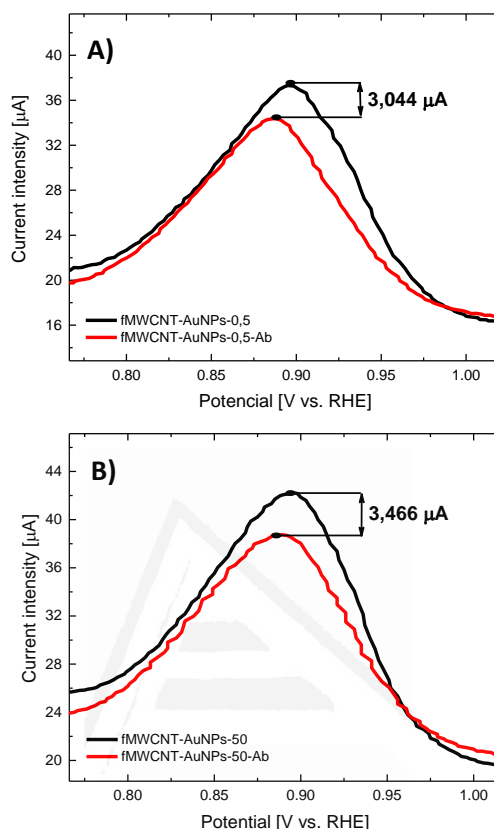 A)
40
36
32
28
24
20
16
Current intensity [µA]
3,044 µA
fMWCNT-AuNPs-0,5
fMWCNT-AuNPs-0,5-Ab
0.80 0.85 0.90 0.95 1.00
Potencial [V vs. RHE]
B)
44
40
36
32
28
24
20
Current intensity [µA]
3,466 µA
fMWCNT-AuNPs-50
fMWCNT-AuNPs-50-Ab
0.80 0.85 0.90 0.95 1.00
Potential [V vs. RHE]